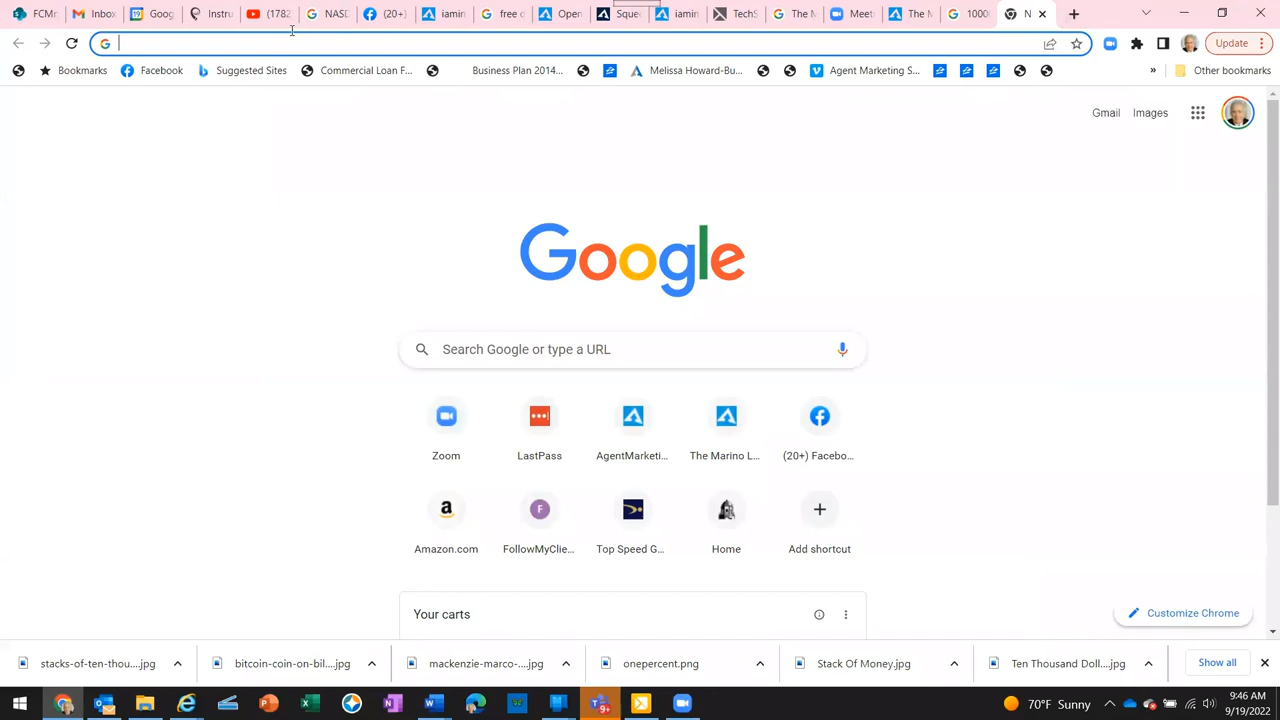 FCMr
Inbox
Goog
Instru
(1782
NASD
(20+)
iamin
free o
Open
Sque
iamin
TechS
The M
Meeti
The M
1000
N
Update
Bookmarks
Facebook
Suggested Sites
Commercial Loan F...
Business Plan 2014...
Melissa Howard-Bu...
Agent Marketing S...
»
Other bookmarks
Gmail
Images
Google
Search Google or type a URL
Zoom
LastPass
AgentMarketi...
The Marino L...
(20+) Facebo...
Amazon.com
F
FollowMyClie...
Top Speed G...
Home
Add shortcut
Your carts
Customize Chrome
stacks-of-ten-thou....jpg
bitcoin-coin-on-bil....jpg
mackenzie-marco-....jpg
onepercent.png
Stack Of Money.jpg
Ten Thousand Doll....jpg
Show all
9+
70°F Sunny
9:46 AM
9/19/2022